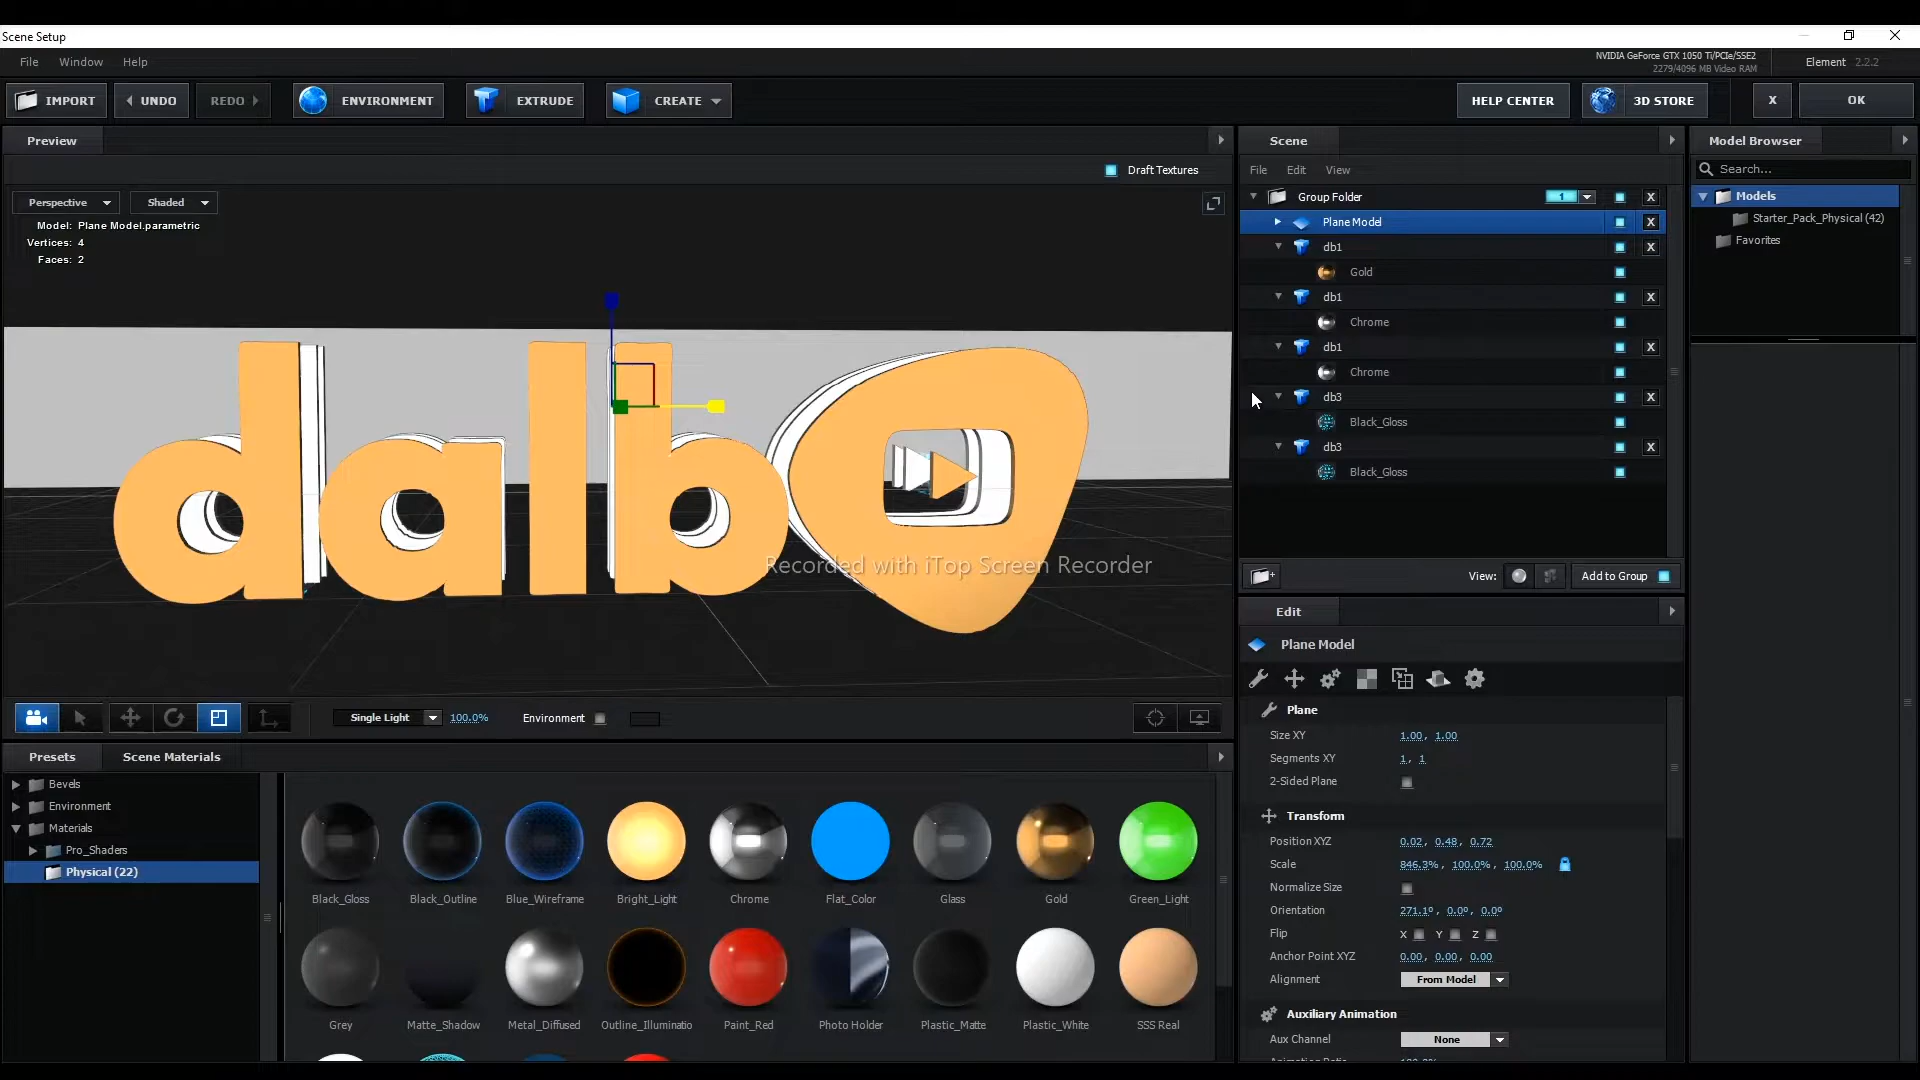 Scene Setup
File Window Help
NVIDIA GeForce GTX 1050 Ti/PCIe/SSE2
2279/4096 MB Video RAM
Element 2.2.2
IMPORT UNDO REDO ENVIRONMENT EXTRUDE CREATE HELP CENTER 3D STORE X OK
Preview
Draft Textures
Perspective Shaded
Model: Plane Model.parametric
Vertices: 4
Faces: 2
dalb
Recorded with iTop Screen Recorder
Single Light 100.0% Environment
Scene
File Edit View
Group Folder 1 X
Plane Model X
db1 X
Gold
db1 X
Chrome
db1 X
Chrome
db3 X
Black_Gloss
db3 X
Black_Gloss
View: Add to Group
Model Browser
Search...
Models
Starter_Pack_Physical (42)
Favorites
Edit
Plane Model
Plane
Size XY 1.00, 1.00
Segments XY 1, 1
2-Sided Plane
Transform
Position XYZ 0.02, 0.48, 0.72
Scale 846.3%, 100.0%, 100.0%
Normalize Size
Orientation 271.1º, 0.0º, 0.0º
Flip X Y Z
Anchor Point XYZ 0.00, 0.00, 0.00
Alignment From Model
Auxiliary Animation
Aux Channel None
Presets Scene Materials
Bevels
Environment
Materials
Pro_Shaders
Physical (22)
Black_Gloss Black_Outline Blue_Wireframe Bright_Light Chrome Flat_Color Glass Gold Green_Light
Grey Matte_Shadow Metal_Diffused Outline_Illuminatio Paint_Red Photo Holder Plastic_Matte Plastic_White SSS Real